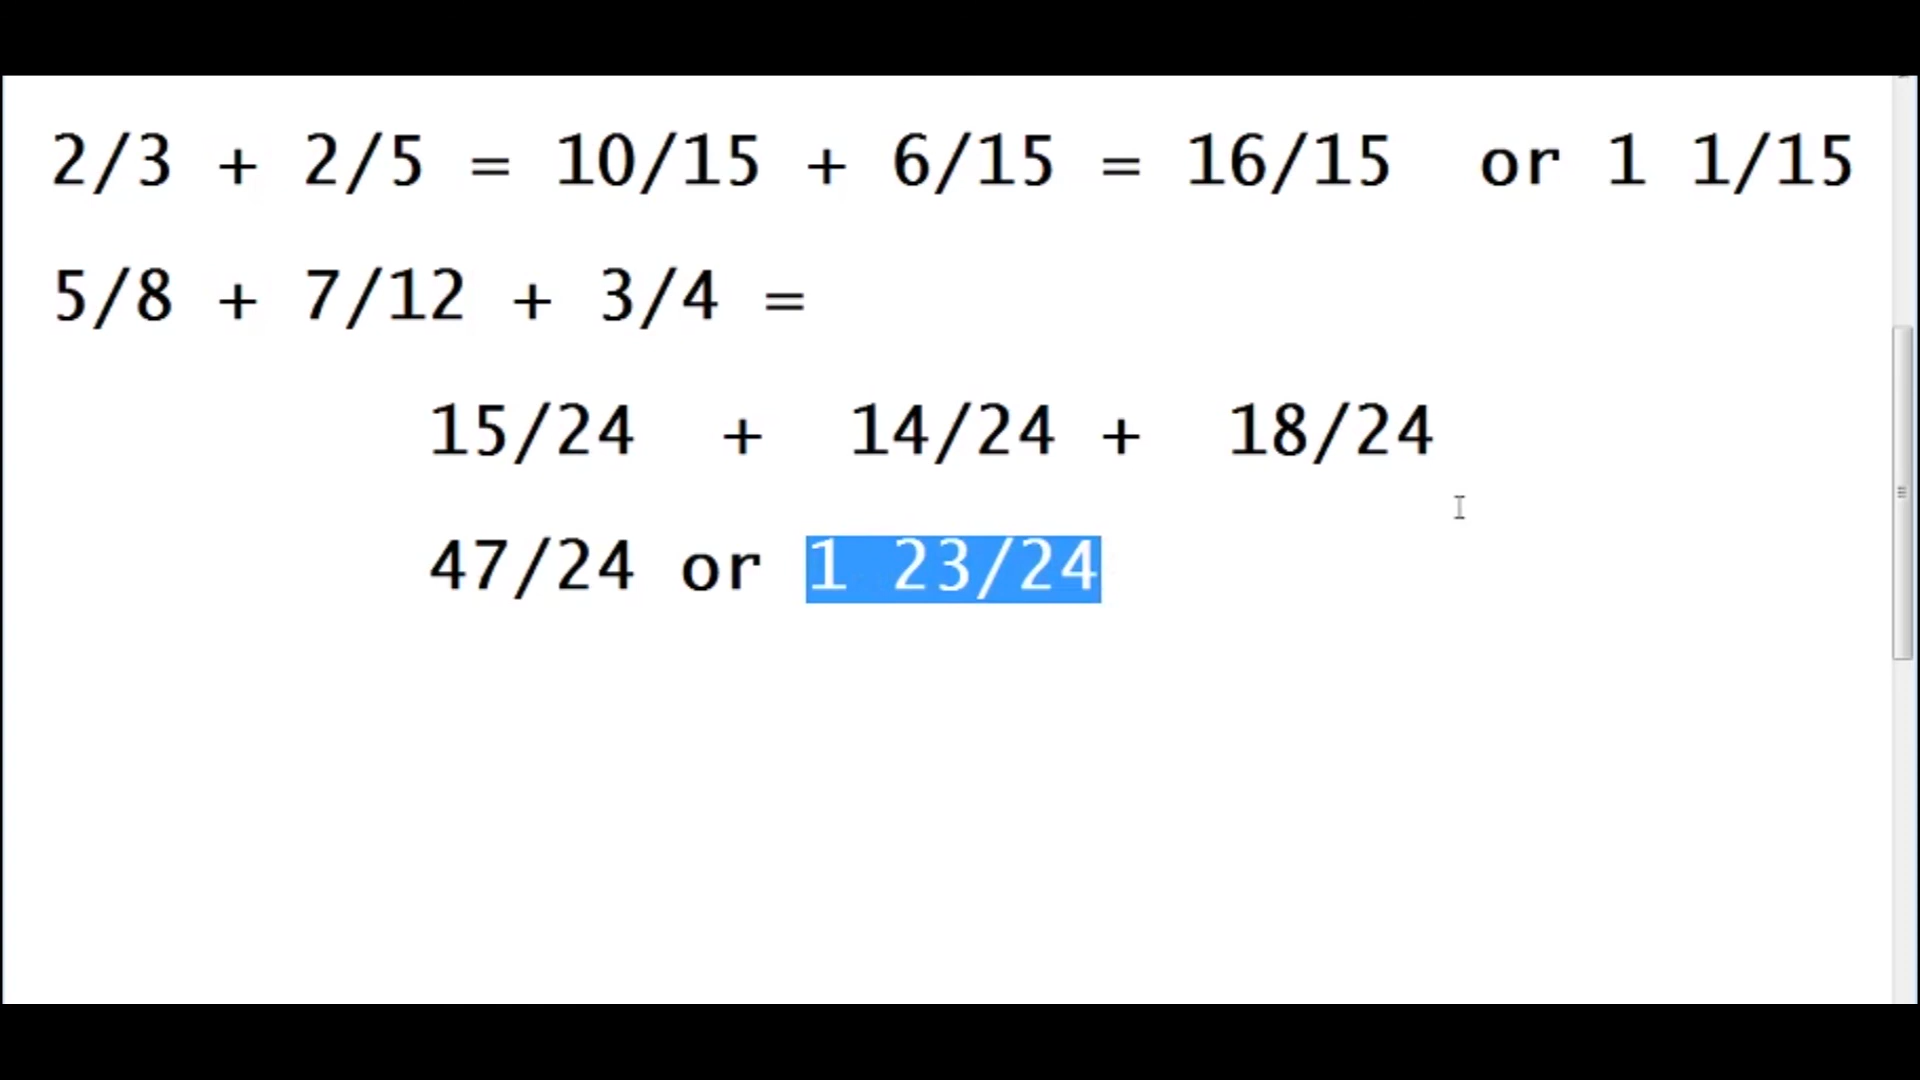 2/3 + 2/5 = 10/15 + 6/15 = 16/15 or 1 1/15
5/8 + 7/12 + 3/4 =
15/24 + 14/24 + 18/24
47/24 or 1 23/24